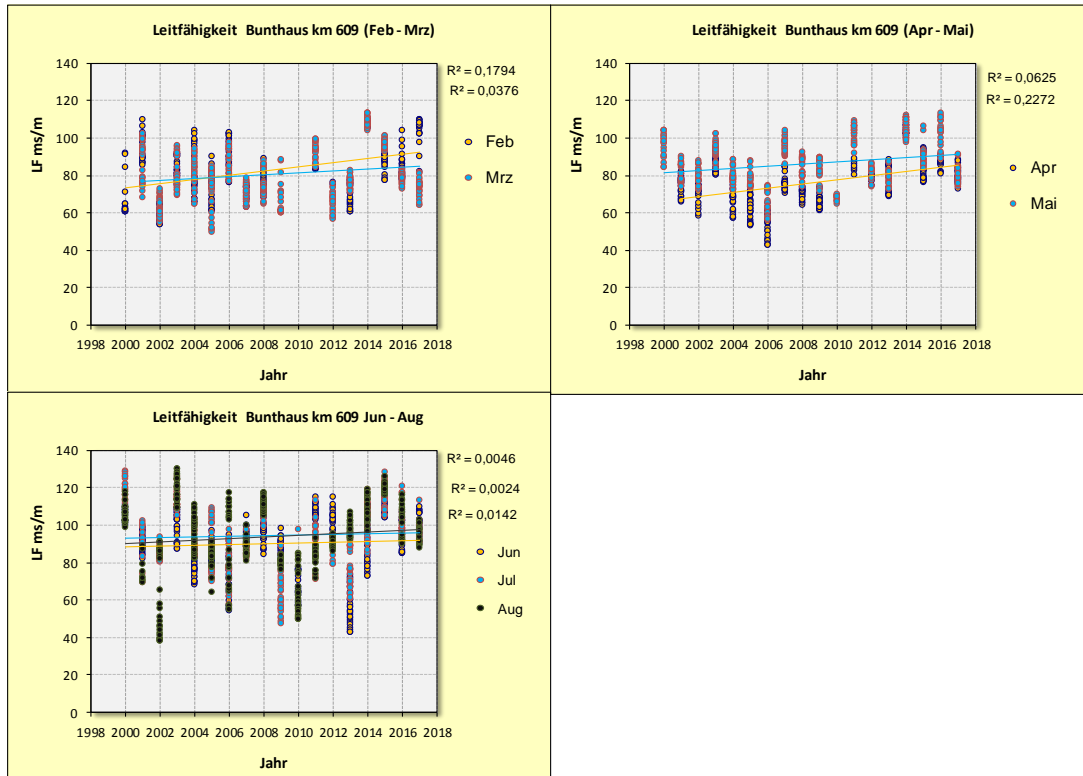 Leitfähigkeit Bunthaus km 609 (Feb - Mrz)
R² = 0,1794
R² = 0,0376
LF ms/m
140
120
100
80
60
40
20
0
Feb
Mrz
1998 2000 2002 2004 2006 2008 2010 2012 2014 2016 2018
Jahr
Leitfähigkeit Bunthaus km 609 (Apr - Mai)
R² = 0,0625
R² = 0,2272
LF ms/m
140
120
100
80
60
40
20
0
Apr
Mai
1998 2000 2002 2004 2006 2008 2010 2012 2014 2016 2018
Jahr
Leitfähigkeit Bunthaus km 609 Jun - Aug
R² = 0,0046
R² = 0,0024
R² = 0,0142
LF ms/m
140
120
100
80
60
40
20
0
Jun
Jul
Aug
1998 2000 2002 2004 2006 2008 2010 2012 2014 2016 2018
Jahr